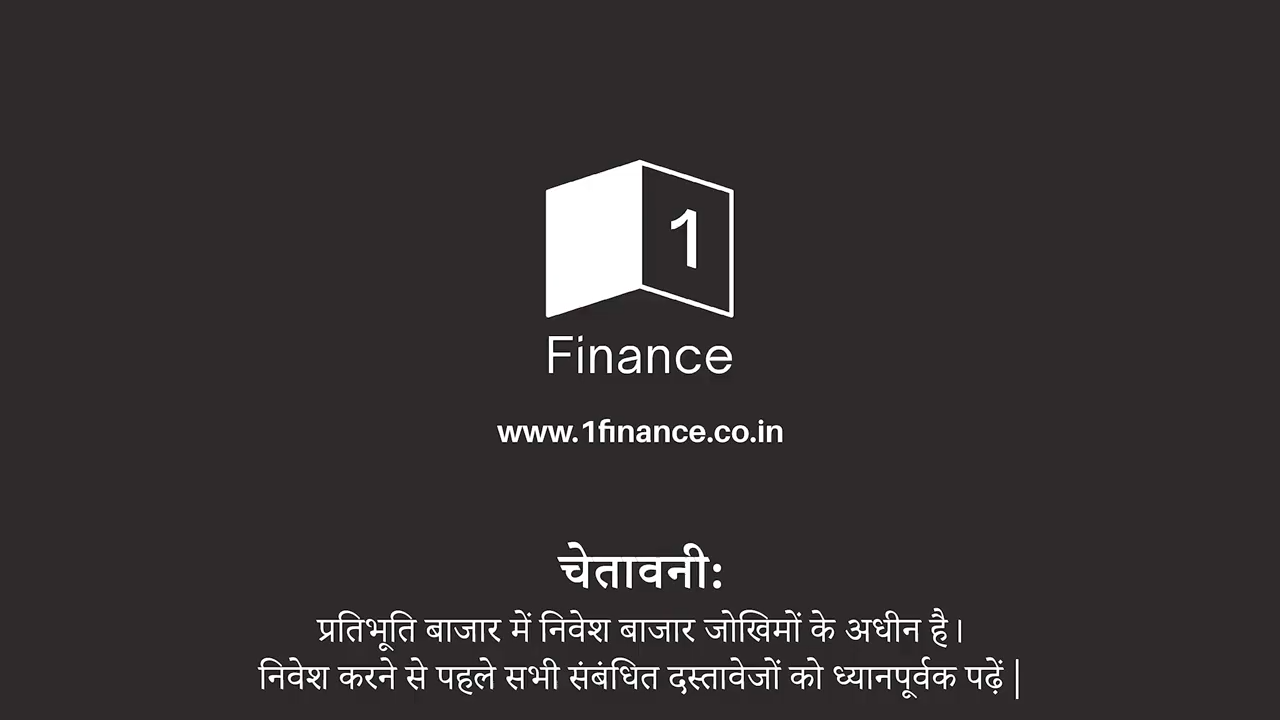 1
Finance
www.1finance.co.in
चेतावनी:
प्रतिभूति बाजार में निवेश बाजार जोखिमों के अधीन है।
निवेश करने से पहले सभी संबंधित दस्तावेजों को ध्यानपूर्वक पढ़ें |